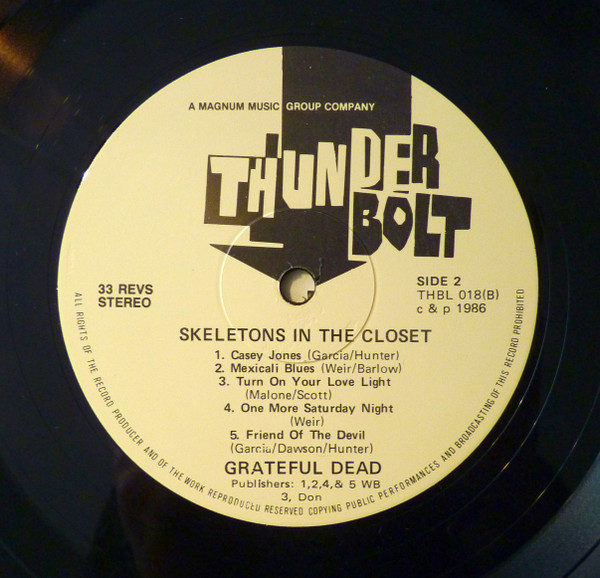 A MAGNUM MUSIC GROUP COMPANY
THUNDER
BOLT
33 REVS
STEREO
SIDE 2
THBL 018(B)
c & p 1986
SKELETONS IN THE CLOSET
1. Casey Jones (Garcia/Hunter)
2. Mexicali Blues (Weir/Barlow)
3. Turn On Your Love Light
(Malone/Scott)
4. One More Saturday Night
(Weir)
5. Friend Of The Devil
(Garcia/Dawson/Hunter)
GRATEFUL DEAD
Publishers: 1,2,4,& 5 WB
3, Don
ALL RIGHTS OF THE RECORD PRODUCER AND OF THE WORK REPRODUCED RESERVED COPYING PUBLIC PERFORMANCES AND BROADCASTING OF THIS RECORD PROHIBITED